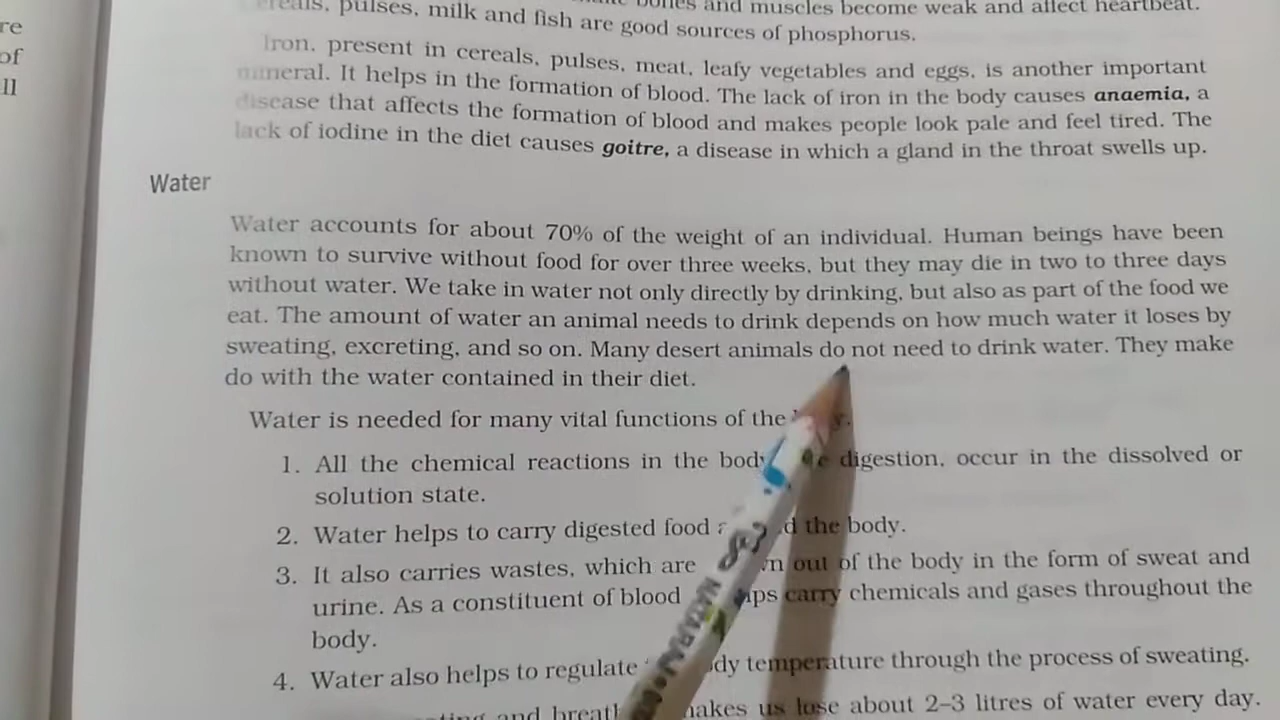 re
of
ll
bones and muscles become weak and affect heartbeat.
cereals, pulses, milk and fish are good sources of phosphorus.
Iron, present in cereals, pulses, meat, leafy vegetables and eggs, is another important
mineral. It helps in the formation of blood. The lack of iron in the body causes anaemia, a
disease that affects the formation of blood and makes people look pale and feel tired. The
lack of iodine in the diet causes goitre, a disease in which a gland in the throat swells up.
Water
Water accounts for about 70% of the weight of an individual. Human beings have been
known to survive without food for over three weeks, but they may die in two to three days
without water. We take in water not only directly by drinking, but also as part of the food we
eat. The amount of water an animal needs to drink depends on how much water it loses by
sweating, excreting, and so on. Many desert animals do not need to drink water. They make
do with the water contained in their diet.
Water is needed for many vital functions of the
1. All the chemical reactions in the body digestion, occur in the dissolved or
solution state.
2. Water helps to carry digested food the body.
3. It also carries wastes, which are out of the body in the form of sweat and
urine. As a constituent of blood carry chemicals and gases throughout the
body.
4. Water also helps to regulate temperature through the process of sweating.
and makes us lose about 2–3 litres of water every day.
NATARAJ